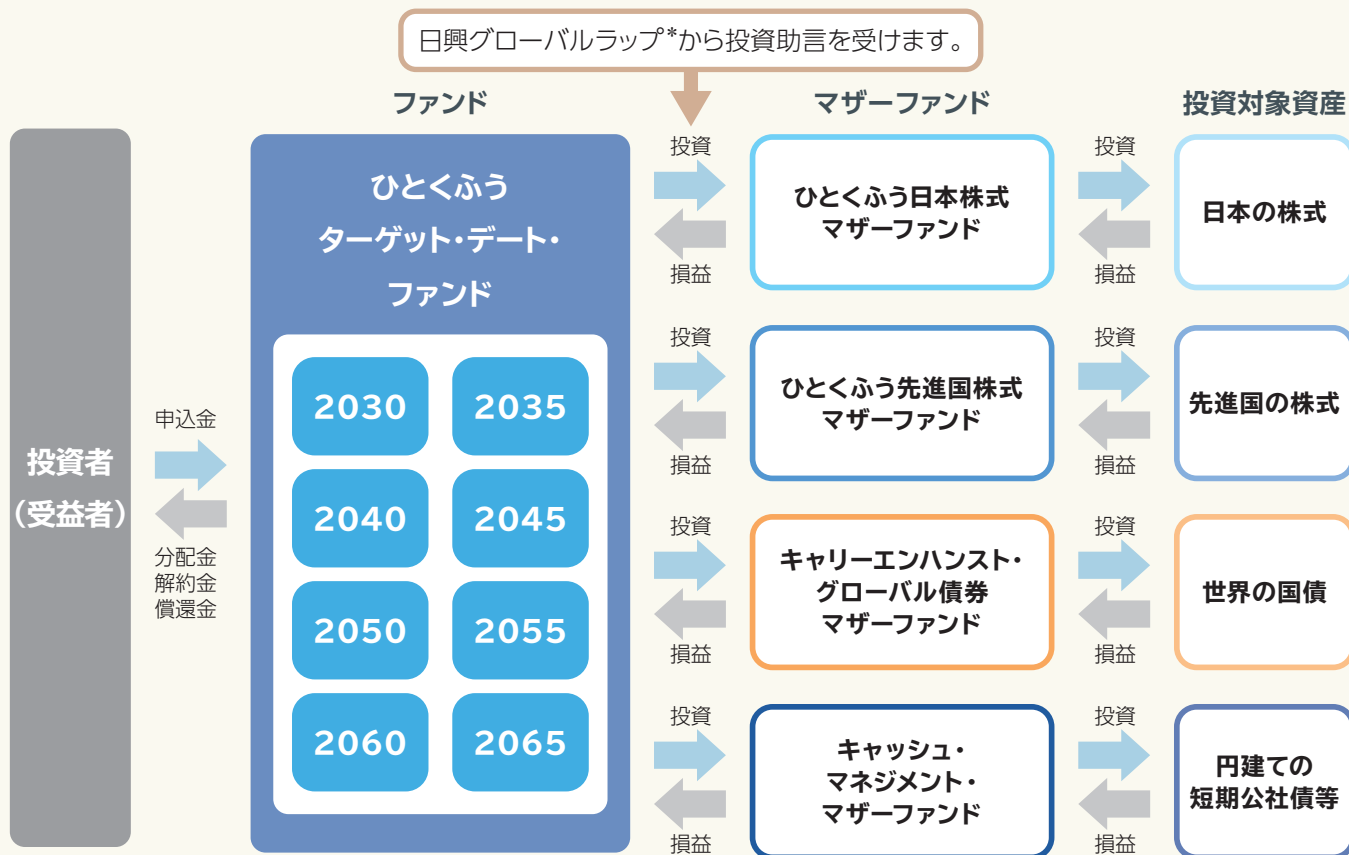 日興グローバルラップ*から投資助言を受けます。
ファンド
マザーファンド
投資対象資産
投資者
(受益者)
申込金
分配金
解約金
償還金
ひとくふう
ターゲット・デート・
ファンド
2030
2035
2040
2045
2050
2055
2060
2065
投資
損益
ひとくふう日本株式
マザーファンド
投資
損益
日本の株式
投資
損益
ひとくふう先進国株式
マザーファンド
投資
損益
先進国の株式
投資
損益
キャリーエンハンスト・
グローバル債券
マザーファンド
投資
損益
世界の国債
投資
損益
キャッシュ・
マネジメント・
マザーファンド
投資
損益
円建ての
短期公社債等